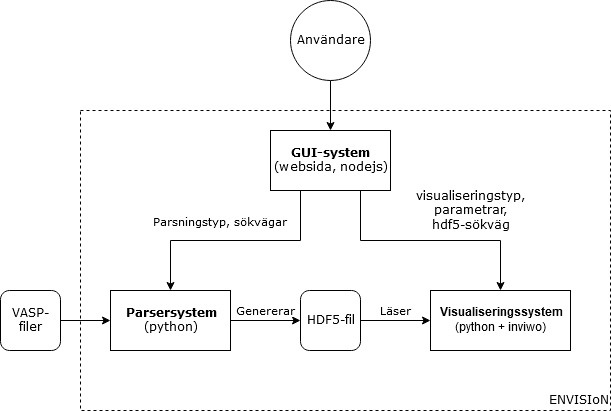 Användare
GUI-system
(websida, nodejs)
Parsningstyp, sökvägar
visualiseringstyp,
parametrar,
hdf5-sökväg
VASP-
filer
Parsersystem
(python)
Genererar
HDF5-fil
Läser
Visualiseringssystem
(python + inviwo)
ENVISIoN